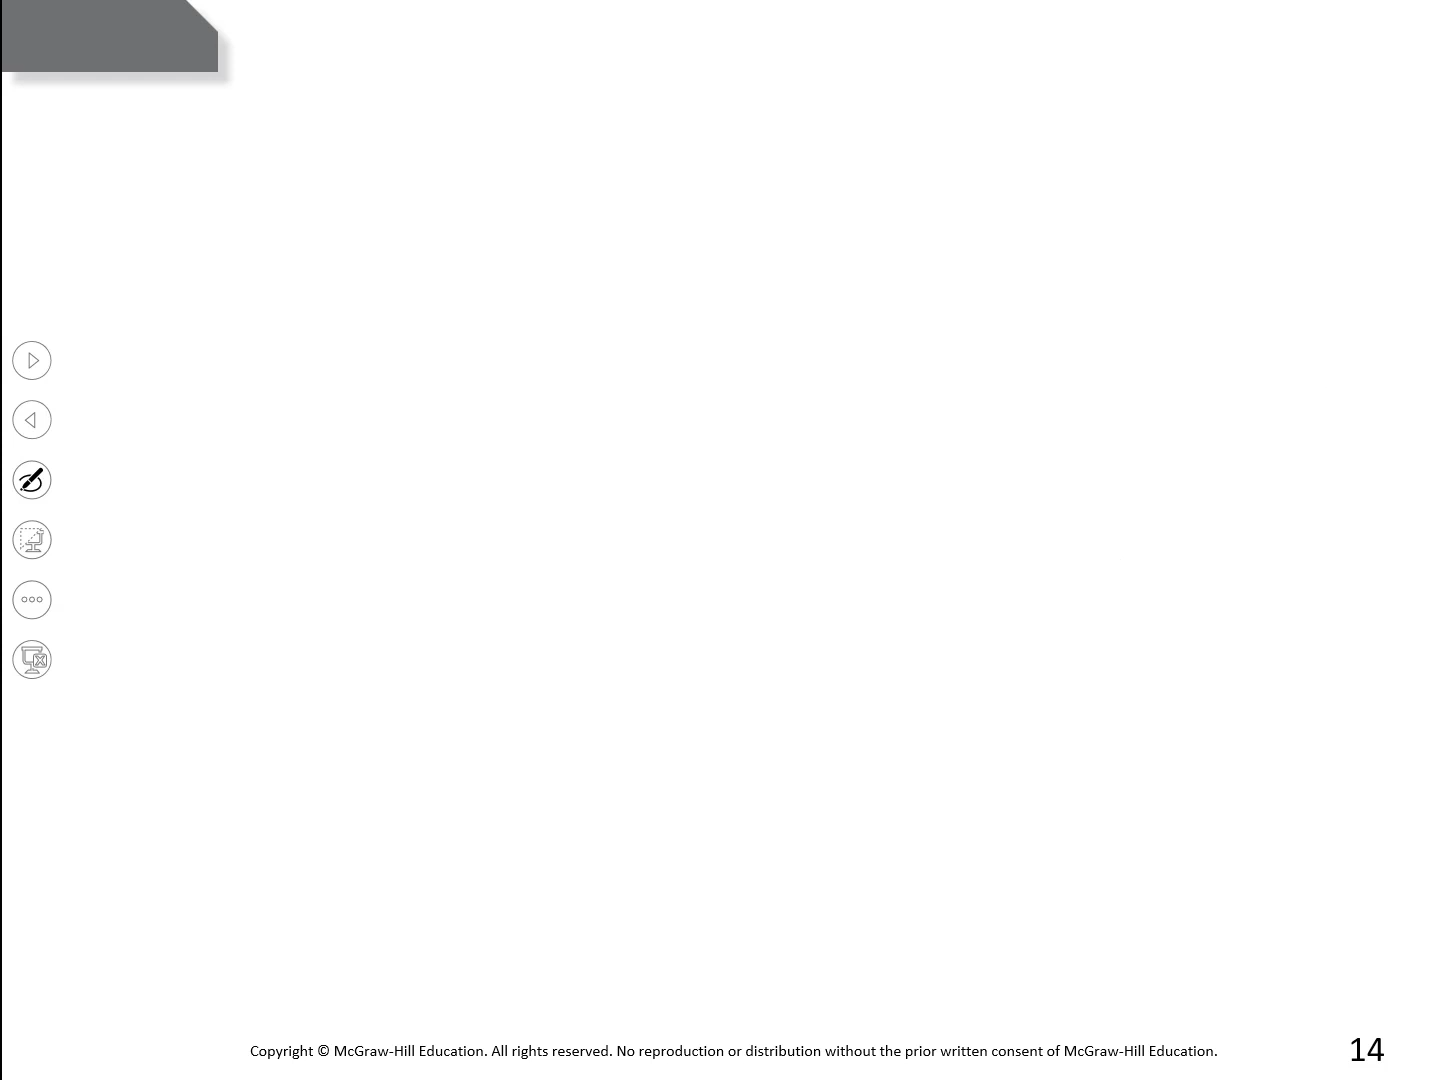 Copyright © McGraw-Hill Education. All rights reserved. No reproduction or distribution without the prior written consent of McGraw-Hill Education.
14